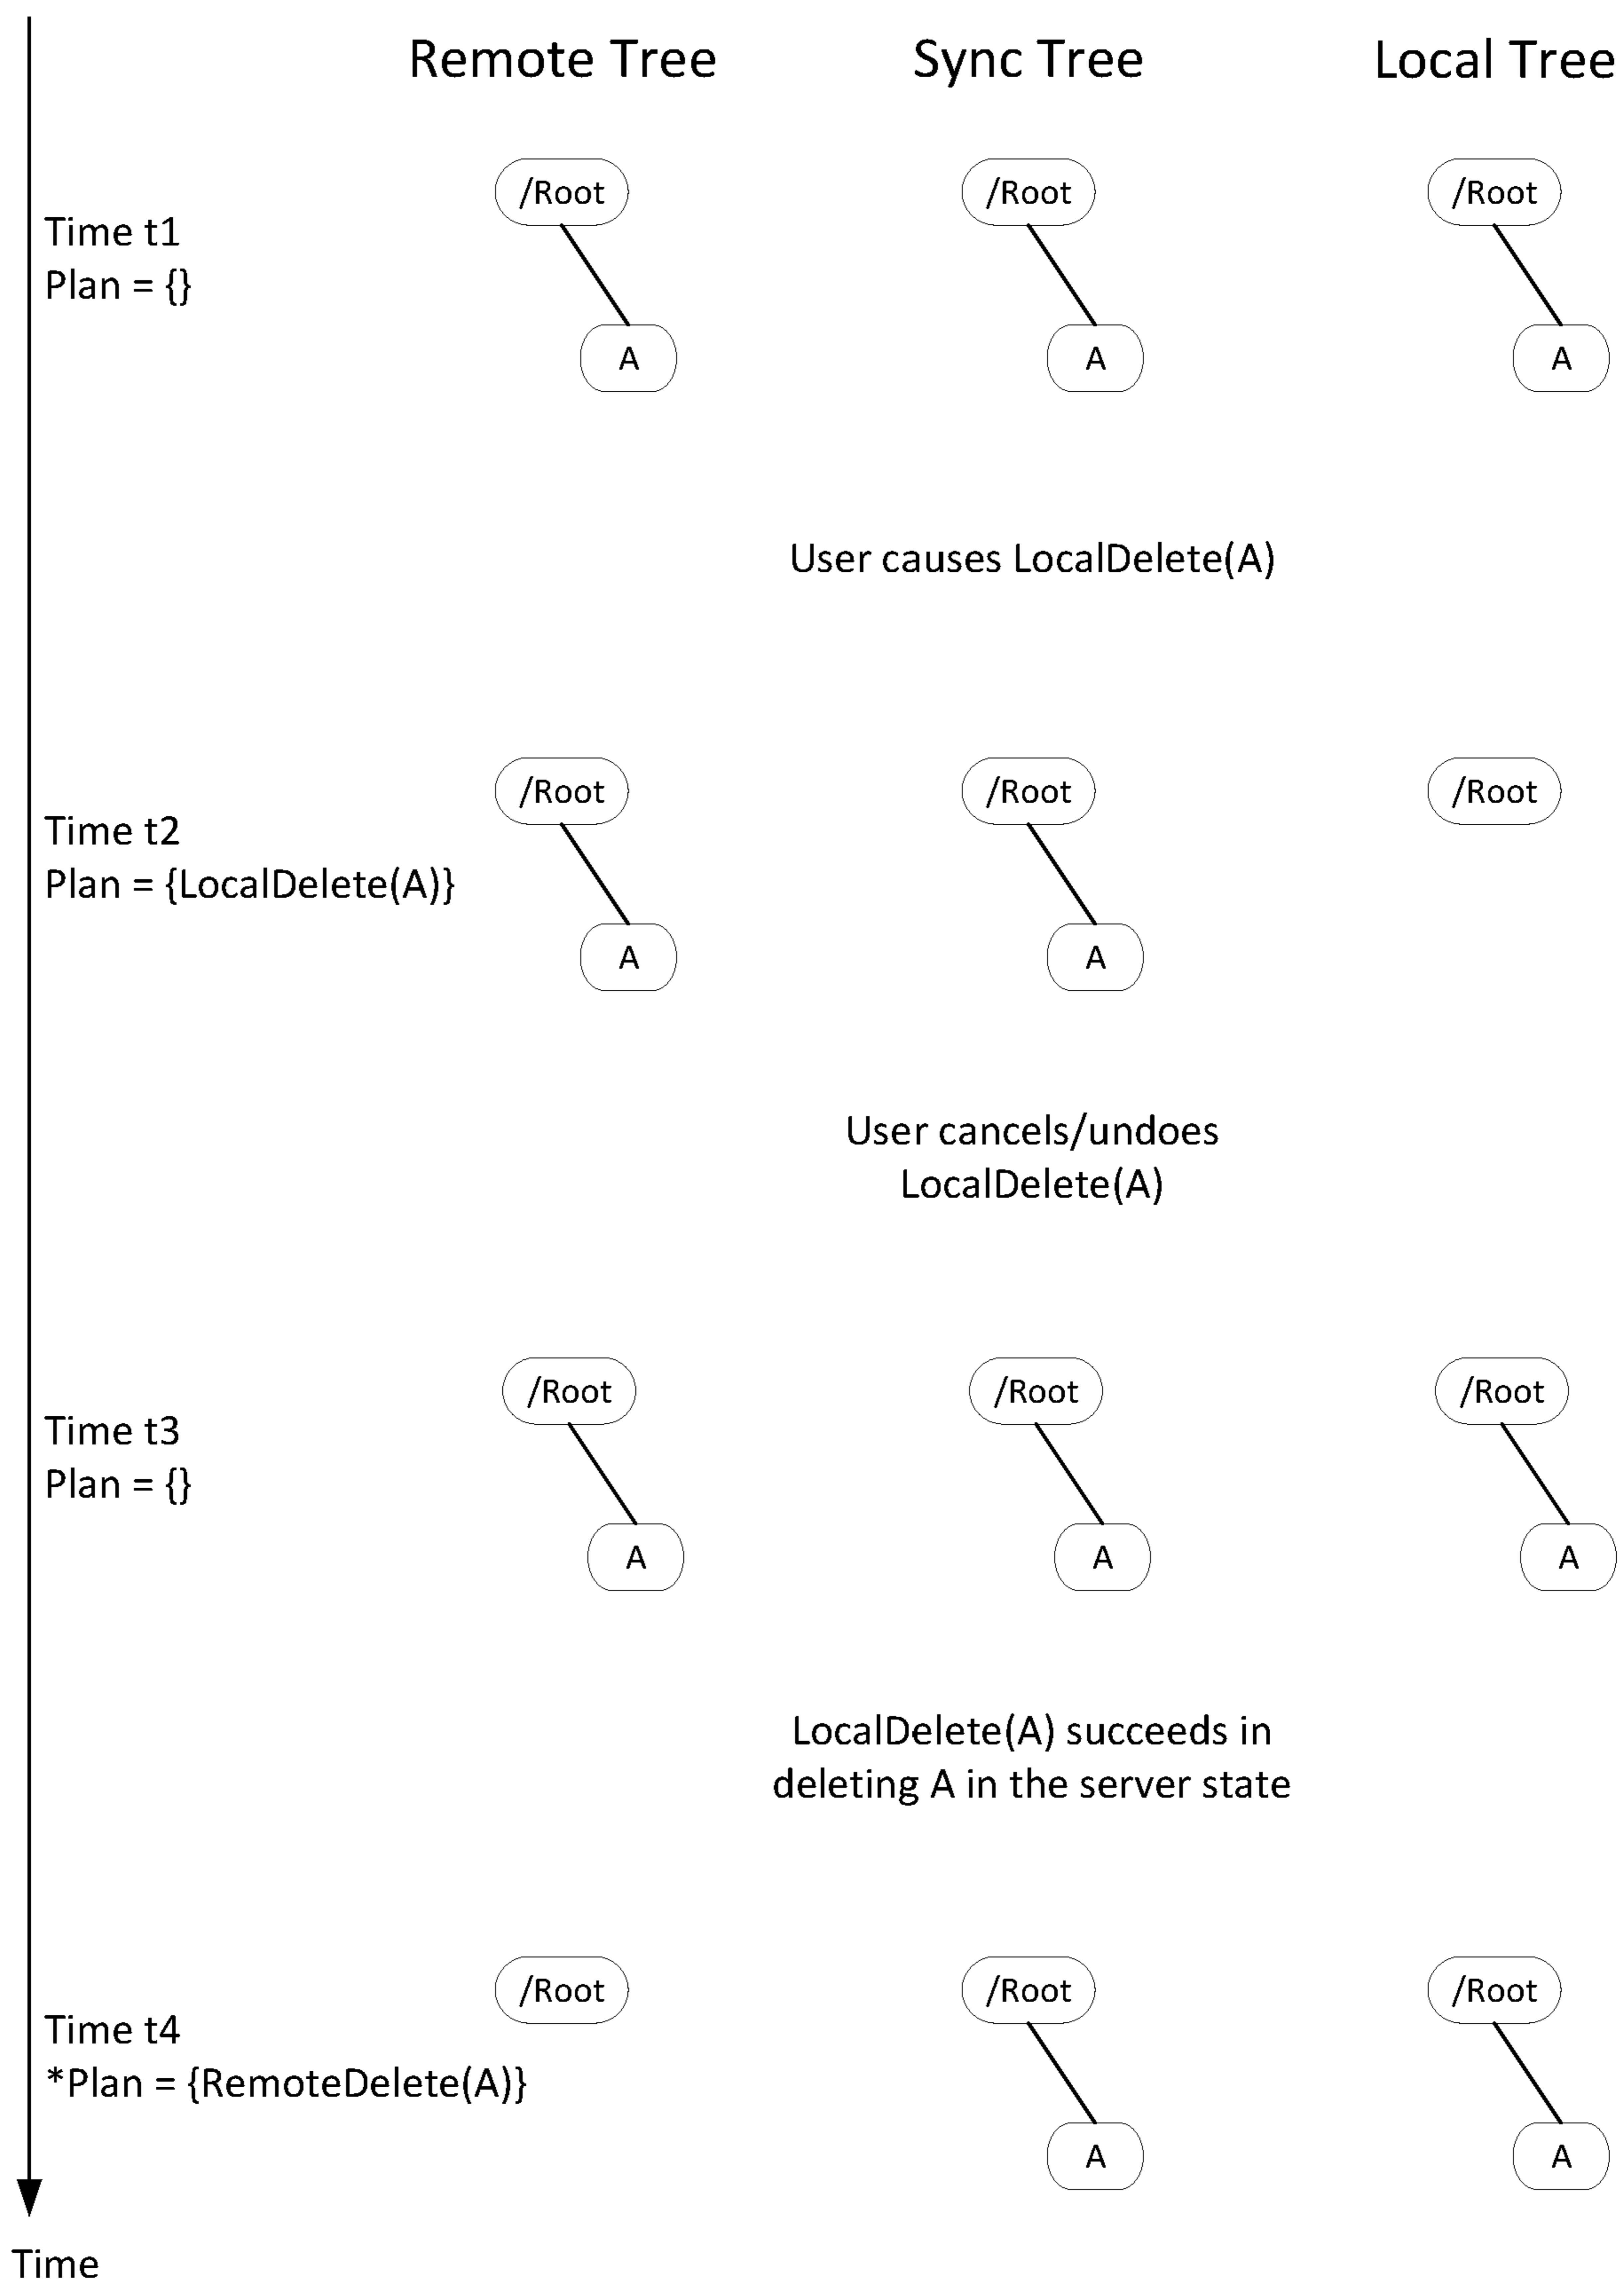 Remote Tree
Sync Tree
Local Tree
/Root
/Root
/Root
Time t1
Plan = {}
A
A
A
User causes LocalDelete(A)
/Root
/Root
/Root
Time t2
Plan = {LocalDelete(A)}
A
A
User cancels/undoes
LocalDelete(A)
/Root
/Root
/Root
Time t3
Plan = {}
A
A
A
LocalDelete(A) succeeds in
deleting A in the server state
/Root
/Root
/Root
Time t4
*Plan = {RemoteDelete(A)}
A
A
Time